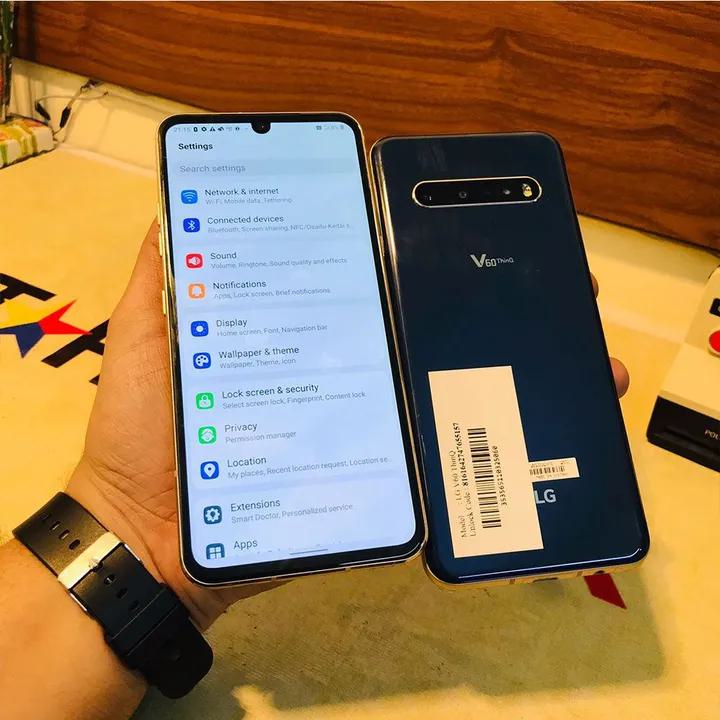 21:15
Settings
Search settings
Network & internet
Wi-Fi, Mobile data, Tethering
Connected devices
Bluetooth, Screen sharing, NFC/Osaifu-Keitai s...
Sound
Volume, Ringtone, Sound quality and effects
Notifications
Apps, Lock screen, Brief notifications
Display
Home screen, Font, Navigation bar
Wallpaper & theme
Wallpaper, Theme, Icon
Lock screen & security
Select screen lock, Fingerprint, Content lock
Privacy
Permission manager
Location
My places, Recent location request, Location se...
Extensions
Smart Doctor, Personalized service
Apps
V60 ThinQ
Model : LG V60 ThinQ
Unlock Code : 8161642747655157
353565110325060
LG